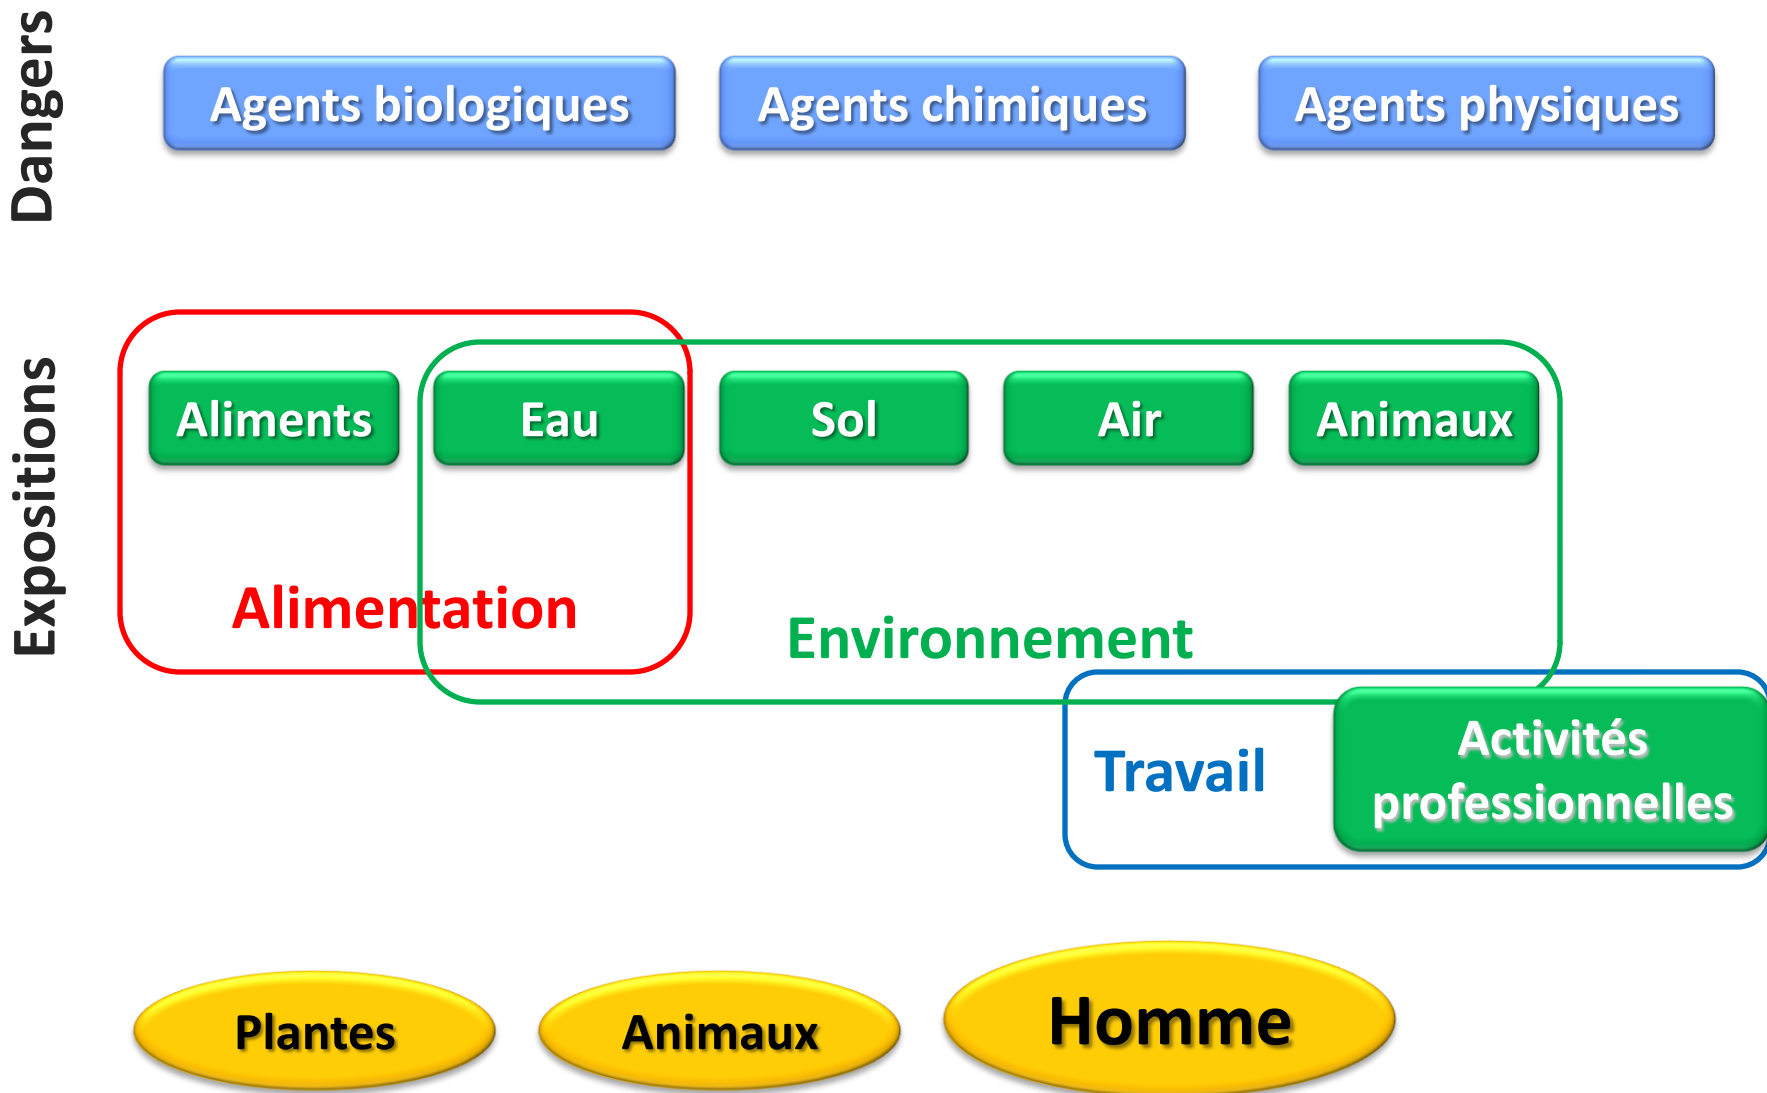 Dangers
Agents biologiques
Agents chimiques
Agents physiques
Expositions
Aliments
Eau
Sol
Air
Animaux
Alimentation
Environnement
Travail
Activités
professionnelles
Plantes
Animaux
Homme